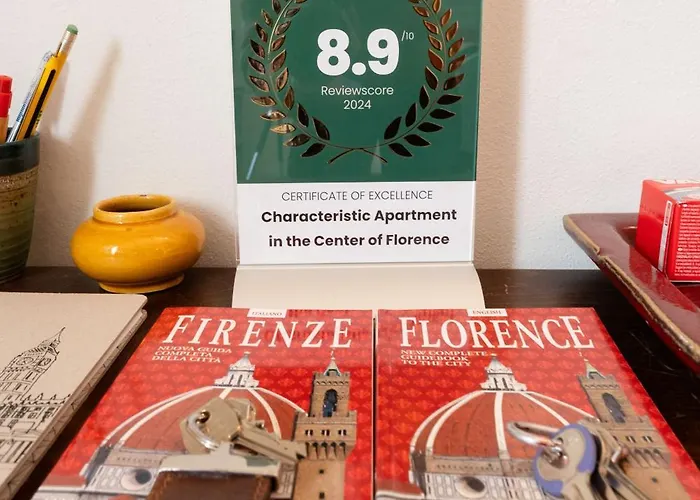 8.9/10
Reviewscore
2024
CERTIFICATE OF EXCELLENCE
Characteristic Apartment
in the Center of Florence
ITALIANO
FIRENZE
NUOVA GUIDA
COMPLETA
DELLA CITTÀ
ENGLISH
FLORENCE
NEW COMPLETE
GUIDEBOOK
TO THE CITY